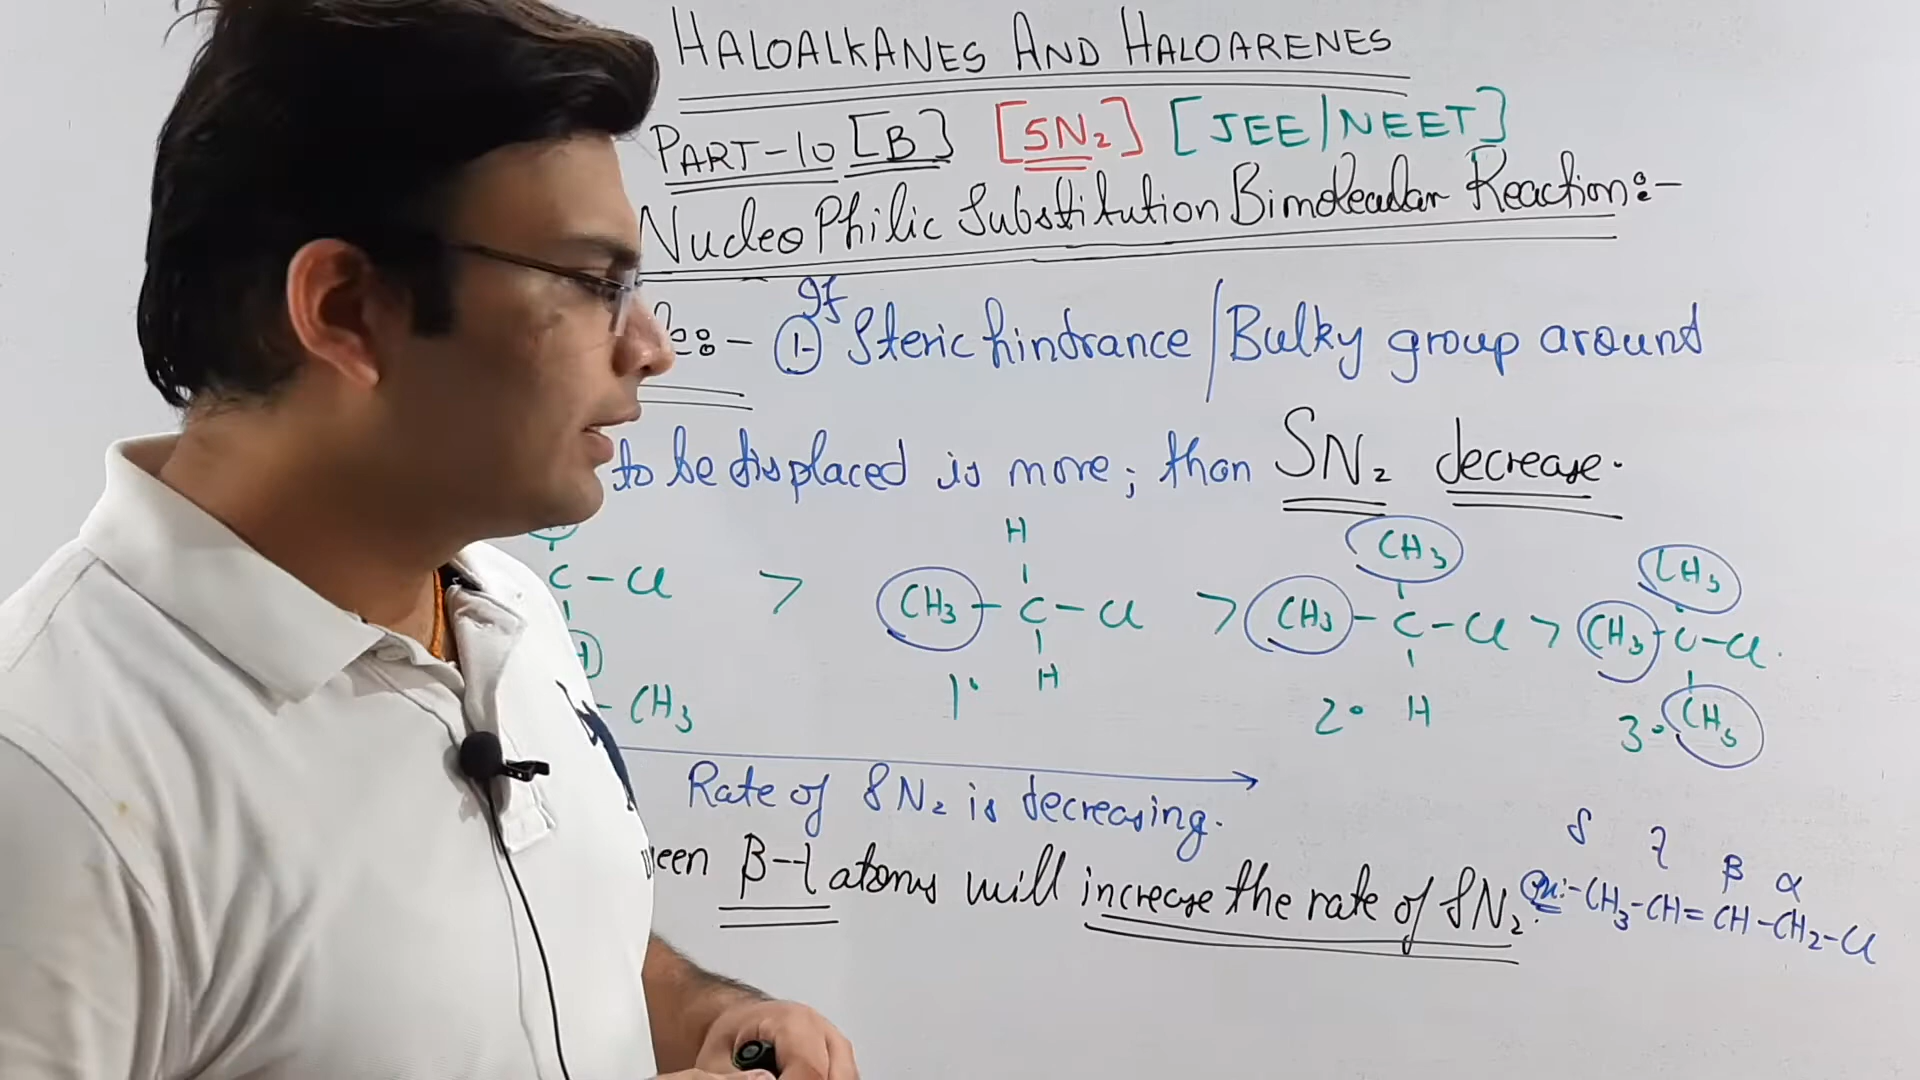 HALOALKANES AND HALOARENES
PART-10 [B] [SN2] [JEE/NEET]
NucleoPhilic Substitution Bimolecular Reaction:-
If
1- Steric hindrance / Bulky group around
to be displaced is more; than SN2 decrease.
H CH3 CH3
C-Cl > CH3-C-Cl > CH3-C-Cl > CH3-C-Cl.
H H CH3
-CH3 1° 2° 3°
Rate of SN2 is decreasing.
β-γ atoms will increase the rate of SN2.
δ γ β α
Ex:-CH3-CH=CH-CH2-Cl